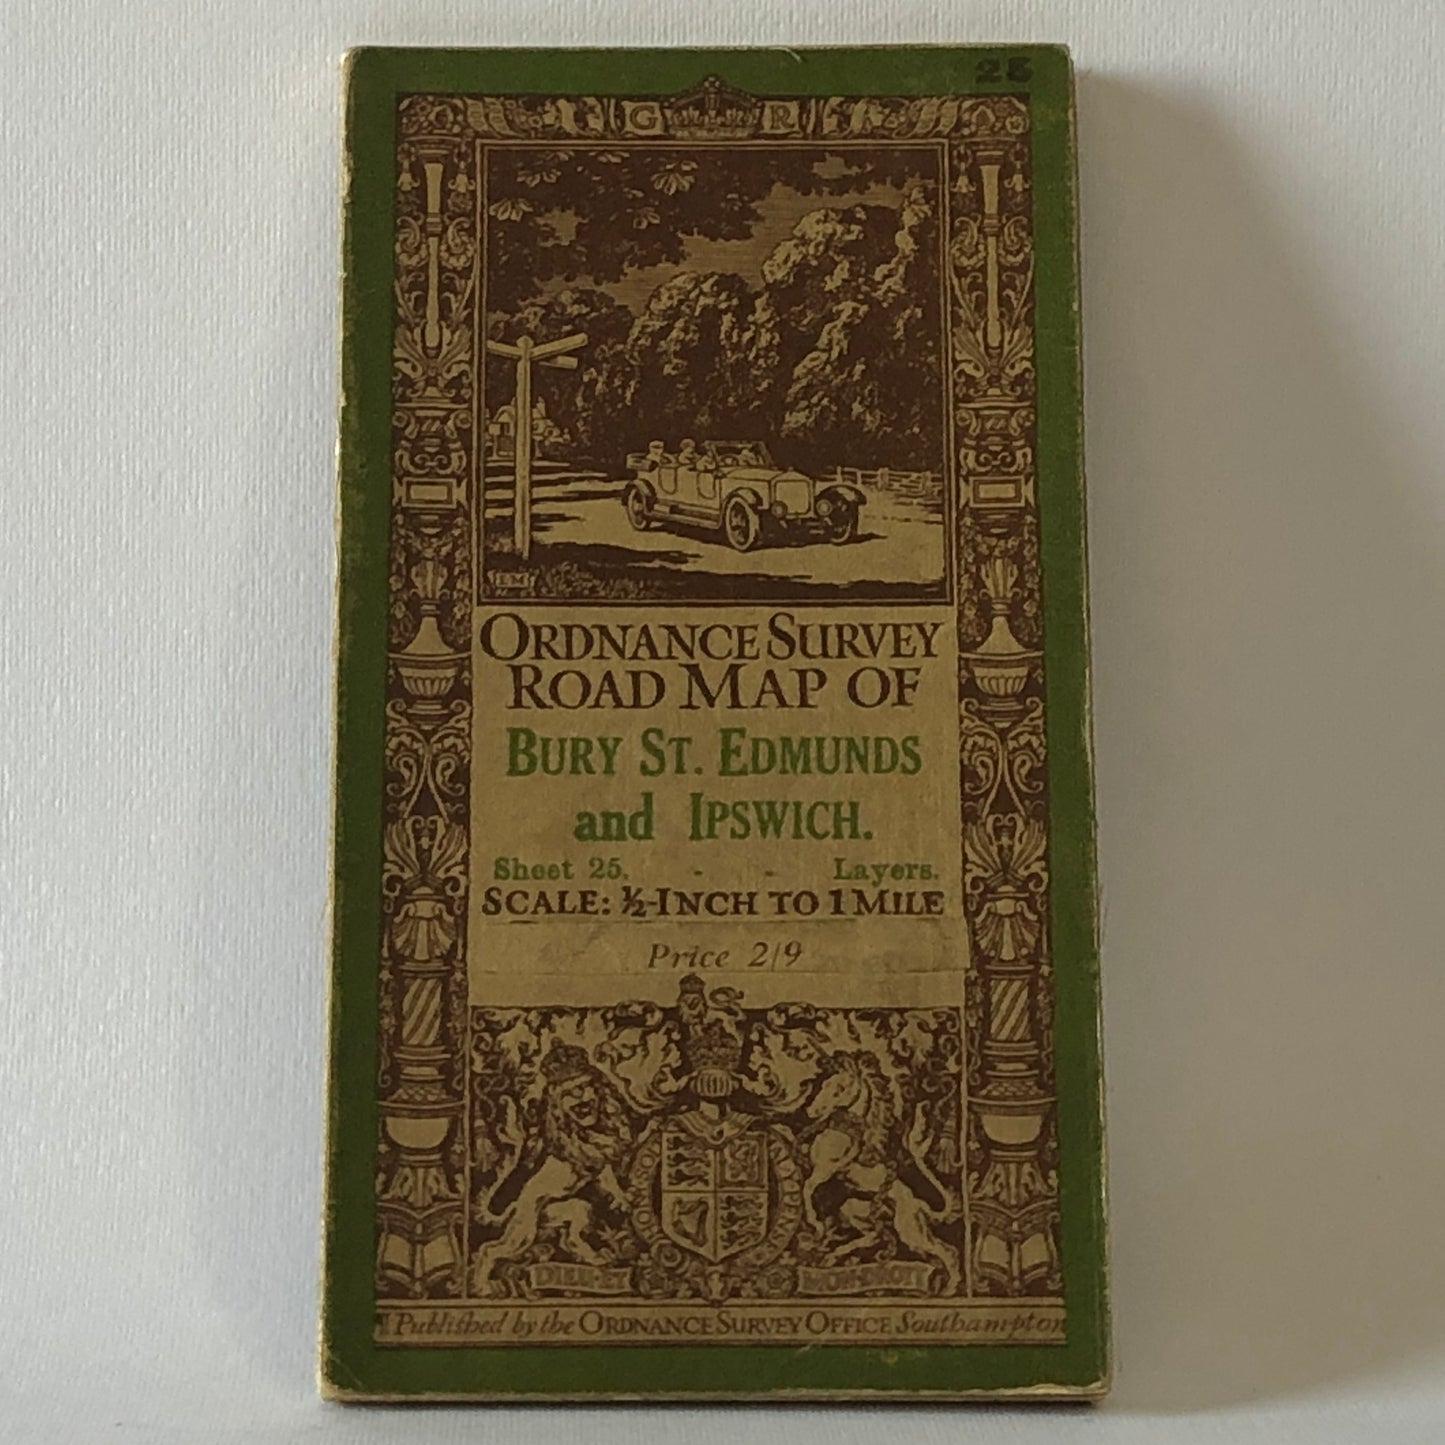 25
G R
E M
ORDNANCE SURVEY
ROAD MAP OF
BURY ST. EDMUNDS
and IPSWICH.
Sheet 25. - - Layers.
SCALE: ½-INCH TO 1 MILE
Price 2/9
DIEU·ET MON·DROIT
Published by the ORDNANCE SURVEY OFFICE Southampton